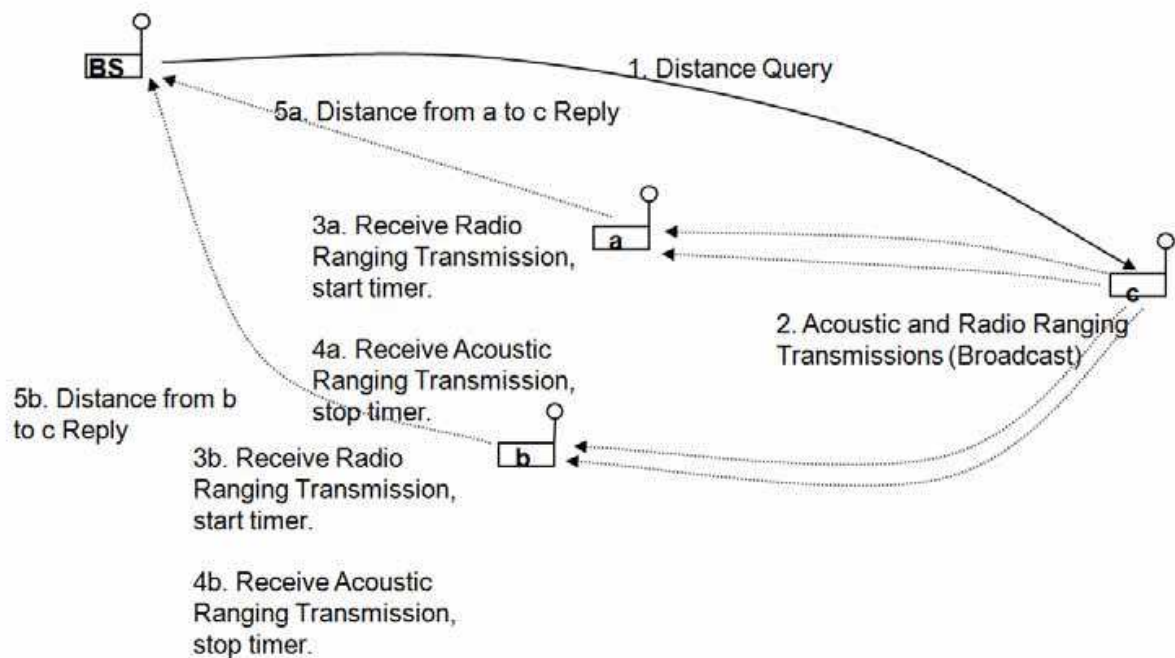 BS
1. Distance Query
5a. Distance from a to c Reply
3a. Receive Radio
Ranging Transmission,
start timer.
a
c
2. Acoustic and Radio Ranging
Transmissions (Broadcast)
4a. Receive Acoustic
Ranging Transmission,
stop timer.
5b. Distance from b
to c Reply
b
3b. Receive Radio
Ranging Transmission,
start timer.
4b. Receive Acoustic
Ranging Transmission,
stop timer.